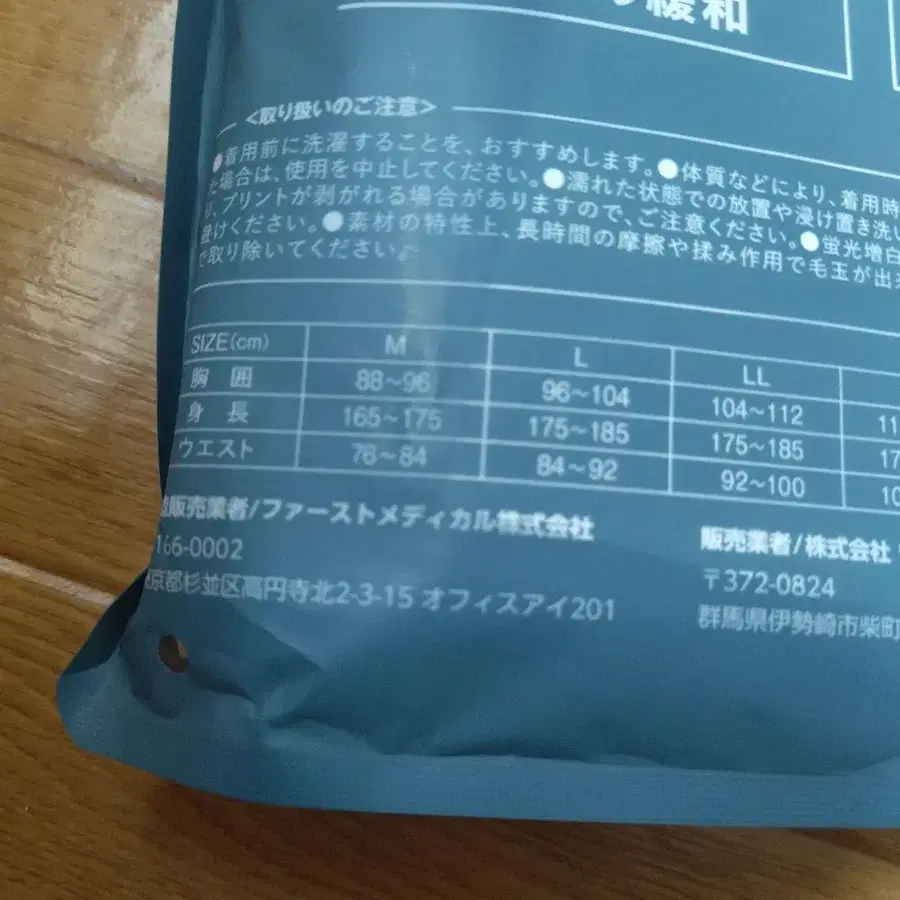 緩和
<取り扱いのご注意>
●着用前に洗濯することを、おすすめします。●体質などにより、着用時
た場合は、使用を中止してください。●濡れた状態での放置や浸け置き洗い
り、プリントが剥がれる場合がありますので、ご注意ください。●蛍光増白
避けください。●素材の特性上、長時間の摩擦や揉み作用で毛玉が出来
で取り除いてください。
SIZE(cm) M L LL
胸囲 88~96 96~104 104~112 11
身長 165~175 175~185 175~185 17
ウエスト 76~84 84~92 92~100 10
販売業者/ファーストメディカル株式会社
166-0002
京都杉並区高円寺北2-3-15 オフィスアイ201
販売業者/株式会社
〒372-0824
群馬県伊勢崎市柴町